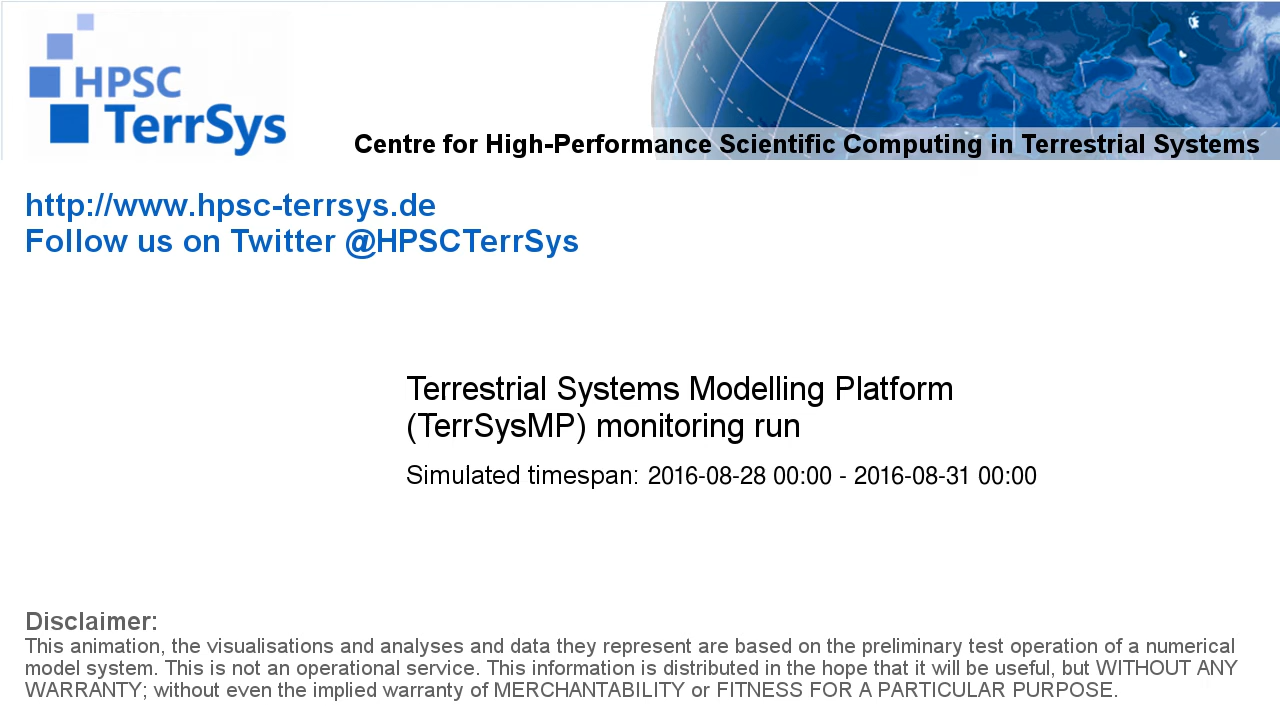 HPSC
TerrSys
Centre for High-Performance Scientific Computing in Terrestrial Systems
http://www.hpsc-terrsys.de
Follow us on Twitter @HPSCTerrSys
Terrestrial Systems Modelling Platform
(TerrSysMP) monitoring run
Simulated timespan: 2016-08-28 00:00 - 2016-08-31 00:00
Disclaimer:
This animation, the visualisations and analyses and data they represent are based on the preliminary test operation of a numerical
model system. This is not an operational service. This information is distributed in the hope that it will be useful, but WITHOUT ANY
WARRANTY; without even the implied warranty of MERCHANTABILITY or FITNESS FOR A PARTICULAR PURPOSE.